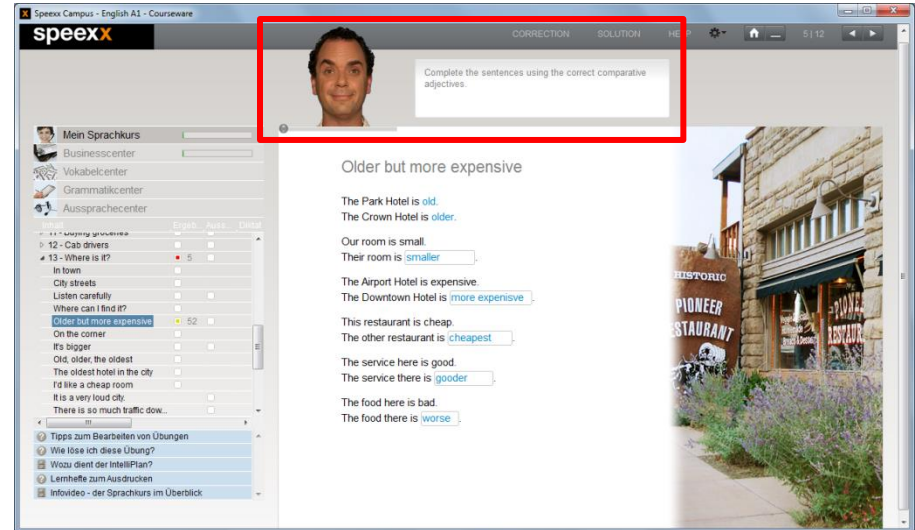 Speexx Campus - English A1 - Courseware
speexx
CORRECTION SOLUTION HELP 5|12
Complete the sentences using the correct comparative
adjectives.
Mein Sprachkurs
Businesscenter
Vokabelcenter
Grammatikcenter
Aussprachecenter
Inhalt Ergeb... Auss... Diktat
11 - Buying groceries
12 - Cab drivers
13 - Where is it? 5
In town
City streets
Listen carefully
Where can I find it?
Older but more expensive 52
On the corner
It's bigger
Old, older, the oldest
The oldest hotel in the city
I'd like a cheap room
It is a very loud city.
There is so much traffic dow...
Tipps zum Bearbeiten von Übungen
Wie löse ich diese Übung?
Wozu dient der IntelliPlan?
Lernhefte zum Ausdrucken
Infovideo - der Sprachkurs im Überblick
Older but more expensive
The Park Hotel is old.
The Crown Hotel is older.
Our room is small.
Their room is smaller .
The Airport Hotel is expensive.
The Downtown Hotel is more expenisve .
This restaurant is cheap.
The other restaurant is cheapest .
The service here is good.
The service there is gooder .
The food here is bad.
The food there is worse .
HISTORIC
PIONEER
RESTAURANT